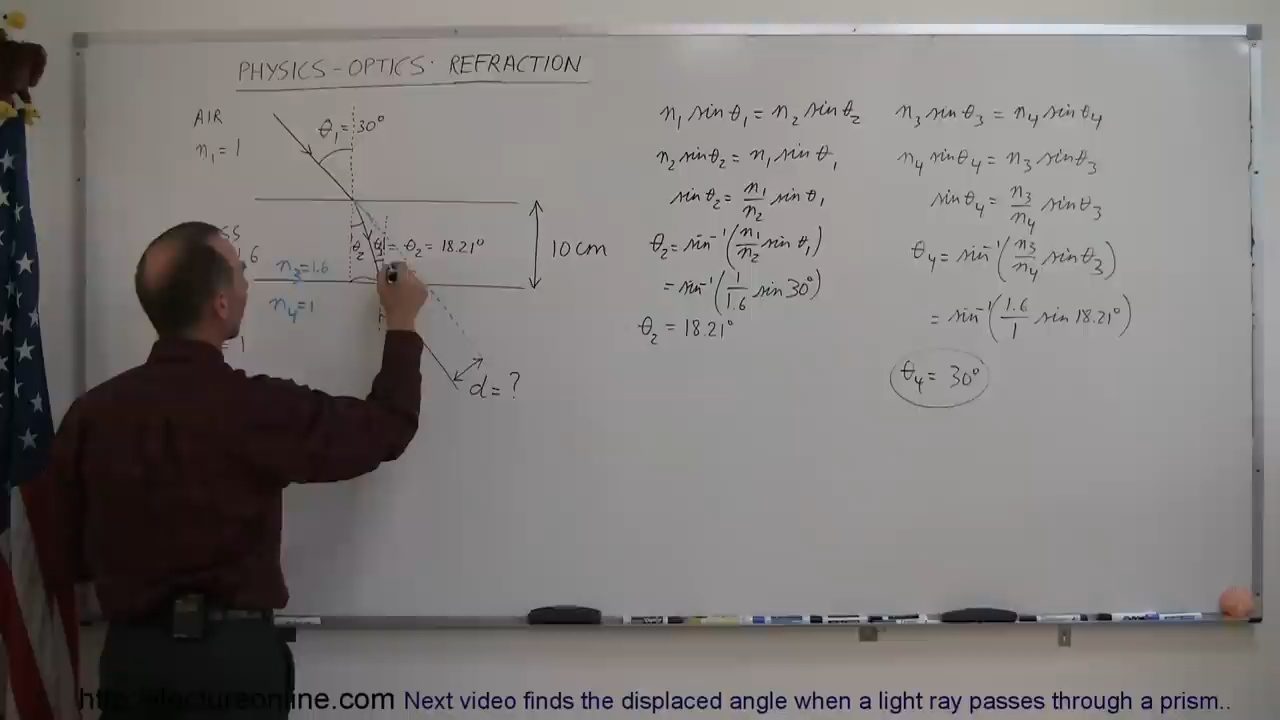 PHYSICS-OPTICS: REFRACTION
AIR
n₁ = 1
θ₁ = 30°
SS
1.6
n₃ = 1.6
n₄ = 1
= 1
θ₂ θ₃ = θ₂ = 18.21°
10 cm
d = ?
n₁ sin θ₁ = n₂ sin θ₂
n₂ sin θ₂ = n₁ sin θ₁
sin θ₂ = n₁/n₂ sin θ₁
θ₂ = sin⁻¹(n₁/n₂ sin θ₁)
= sin⁻¹(1/1.6 sin 30°)
θ₂ = 18.21°
n₃ sin θ₃ = n₄ sin θ₄
n₄ sin θ₄ = n₃ sin θ₃
sin θ₄ = n₃/n₄ sin θ₃
θ₄ = sin⁻¹(n₃/n₄ sin θ₃)
= sin⁻¹(1.6/1 sin 18.21°)
θ₄ = 30°
Next video finds the displaced angle when a light ray passes through a prism..